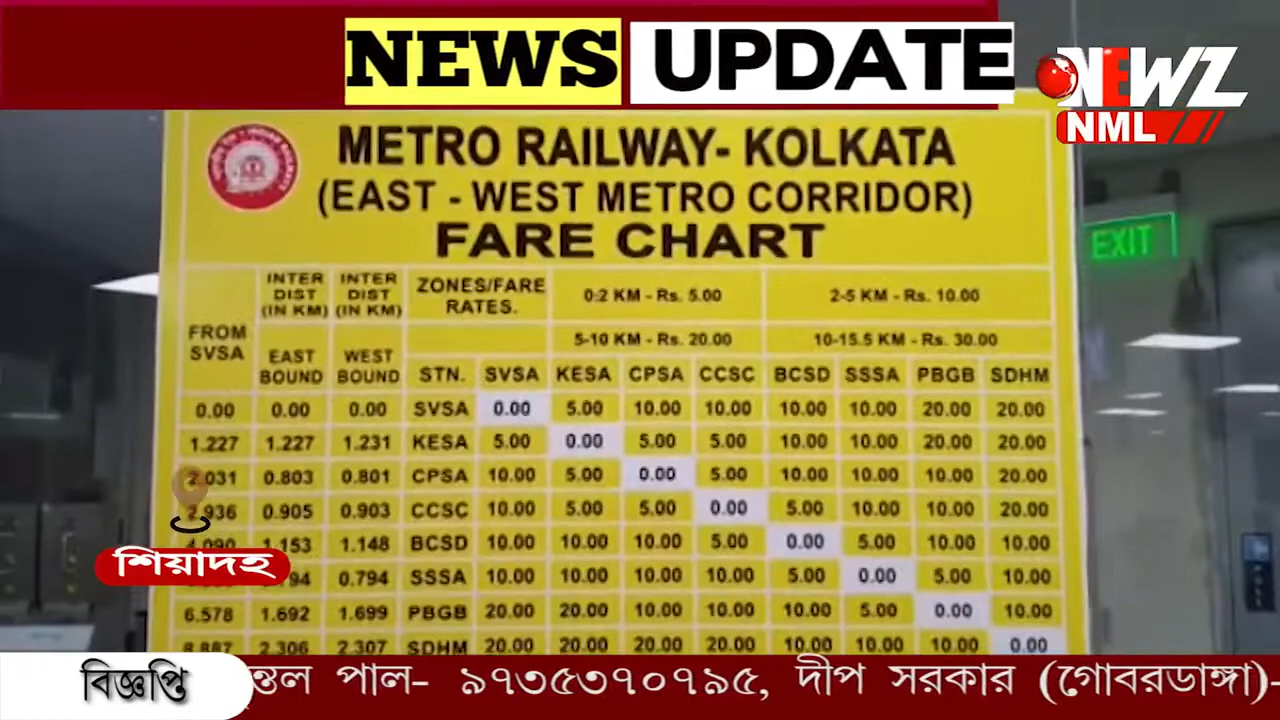 NEWS UPDATE
NEWZ
NML
METRO RAILWAY- KOLKATA
(EAST - WEST METRO CORRIDOR)
FARE CHART
EXIT
FROM SVSA INTER DIST (IN KM) EAST BOUND INTER DIST (IN KM) WEST BOUND ZONES/FARE RATES. 0:2 KM - Rs. 5.00 2-5 KM - Rs. 10.00
5-10 KM - Rs. 20.00 10-15.5 KM - Rs. 30.00
STN. SVSA KESA CPSA CCSC BCSD SSSA PBGB SDHM
0.00 0.00 0.00 SVSA 0.00 5.00 10.00 10.00 10.00 10.00 20.00 20.00
1.227 1.227 1.231 KESA 5.00 0.00 5.00 5.00 10.00 10.00 20.00 20.00
2.031 0.803 0.801 CPSA 10.00 5.00 0.00 5.00 10.00 10.00 10.00 20.00
2.936 0.905 0.903 CCSC 10.00 5.00 5.00 0.00 5.00 10.00 10.00 20.00
4.090 1.153 1.148 BCSD 10.00 10.00 10.00 5.00 0.00 5.00 10.00 10.00
0.794 SSSA 10.00 10.00 10.00 10.00 5.00 0.00 5.00 10.00
6.578 1.692 1.699 PBGB 20.00 20.00 10.00 10.00 10.00 5.00 0.00 10.00
8.887 2.306 2.307 SDHM 20.00 20.00 20.00 20.00 10.00 10.00 10.00 0.00
শিয়াদহ
বিজ্ঞপ্তি
ন্তল পাল- ৯৭৩৫৩৭০৭৯৫, দীপ সরকার (গোবরডাঙ্গা)-